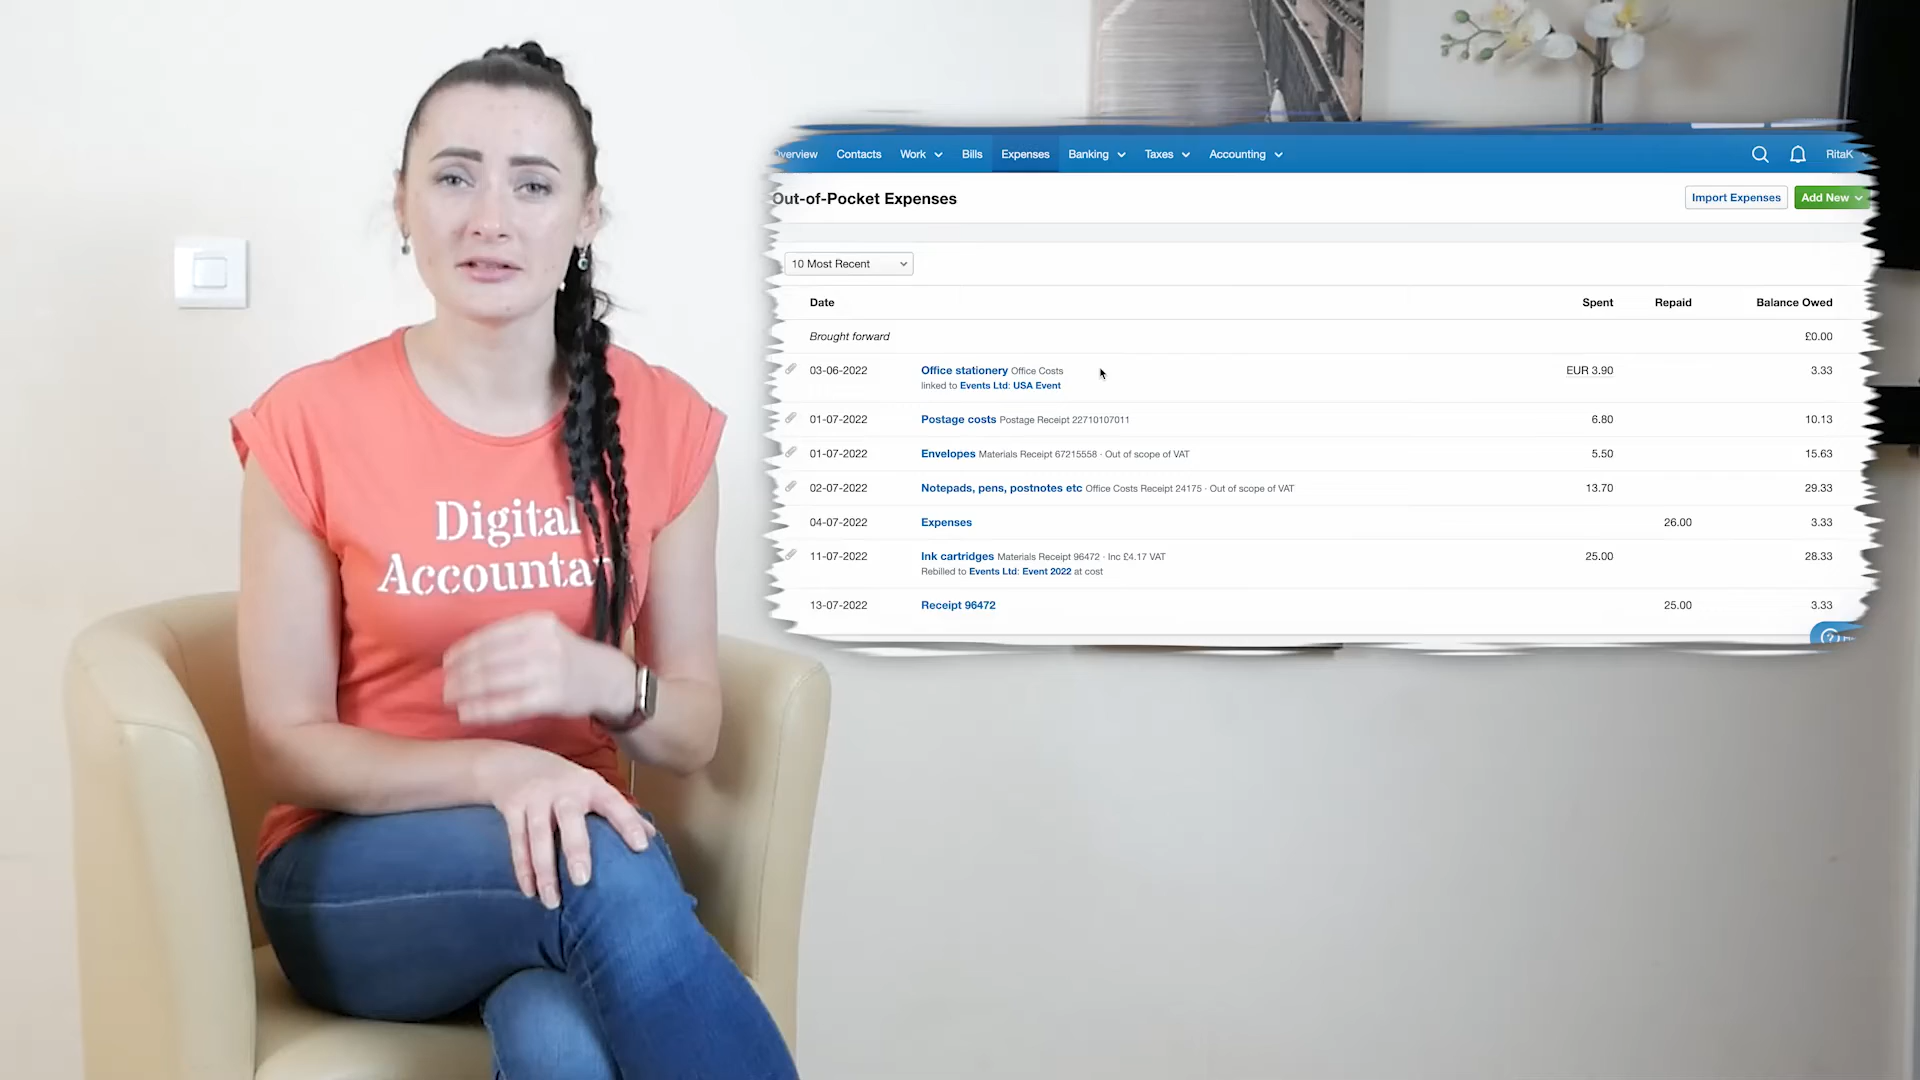 Digital
Accountan
Overview Contacts Work Bills Expenses Banking Taxes Accounting RitaK
Out-of-Pocket Expenses Import Expenses Add New
10 Most Recent
Date Spent Repaid Balance Owed
Brought forward £0.00
03-06-2022 Office stationery Office Costs EUR 3.90 3.33
linked to Events Ltd: USA Event
01-07-2022 Postage costs Postage Receipt 22710107011 6.80 10.13
01-07-2022 Envelopes Materials Receipt 67215558 · Out of scope of VAT 5.50 15.63
02-07-2022 Notepads, pens, postnotes etc Office Costs Receipt 24175 · Out of scope of VAT 13.70 29.33
04-07-2022 Expenses 26.00 3.33
11-07-2022 Ink cartridges Materials Receipt 96472 · Inc £4.17 VAT 25.00 28.33
Rebilled to Events Ltd: Event 2022 at cost
13-07-2022 Receipt 96472 25.00 3.33